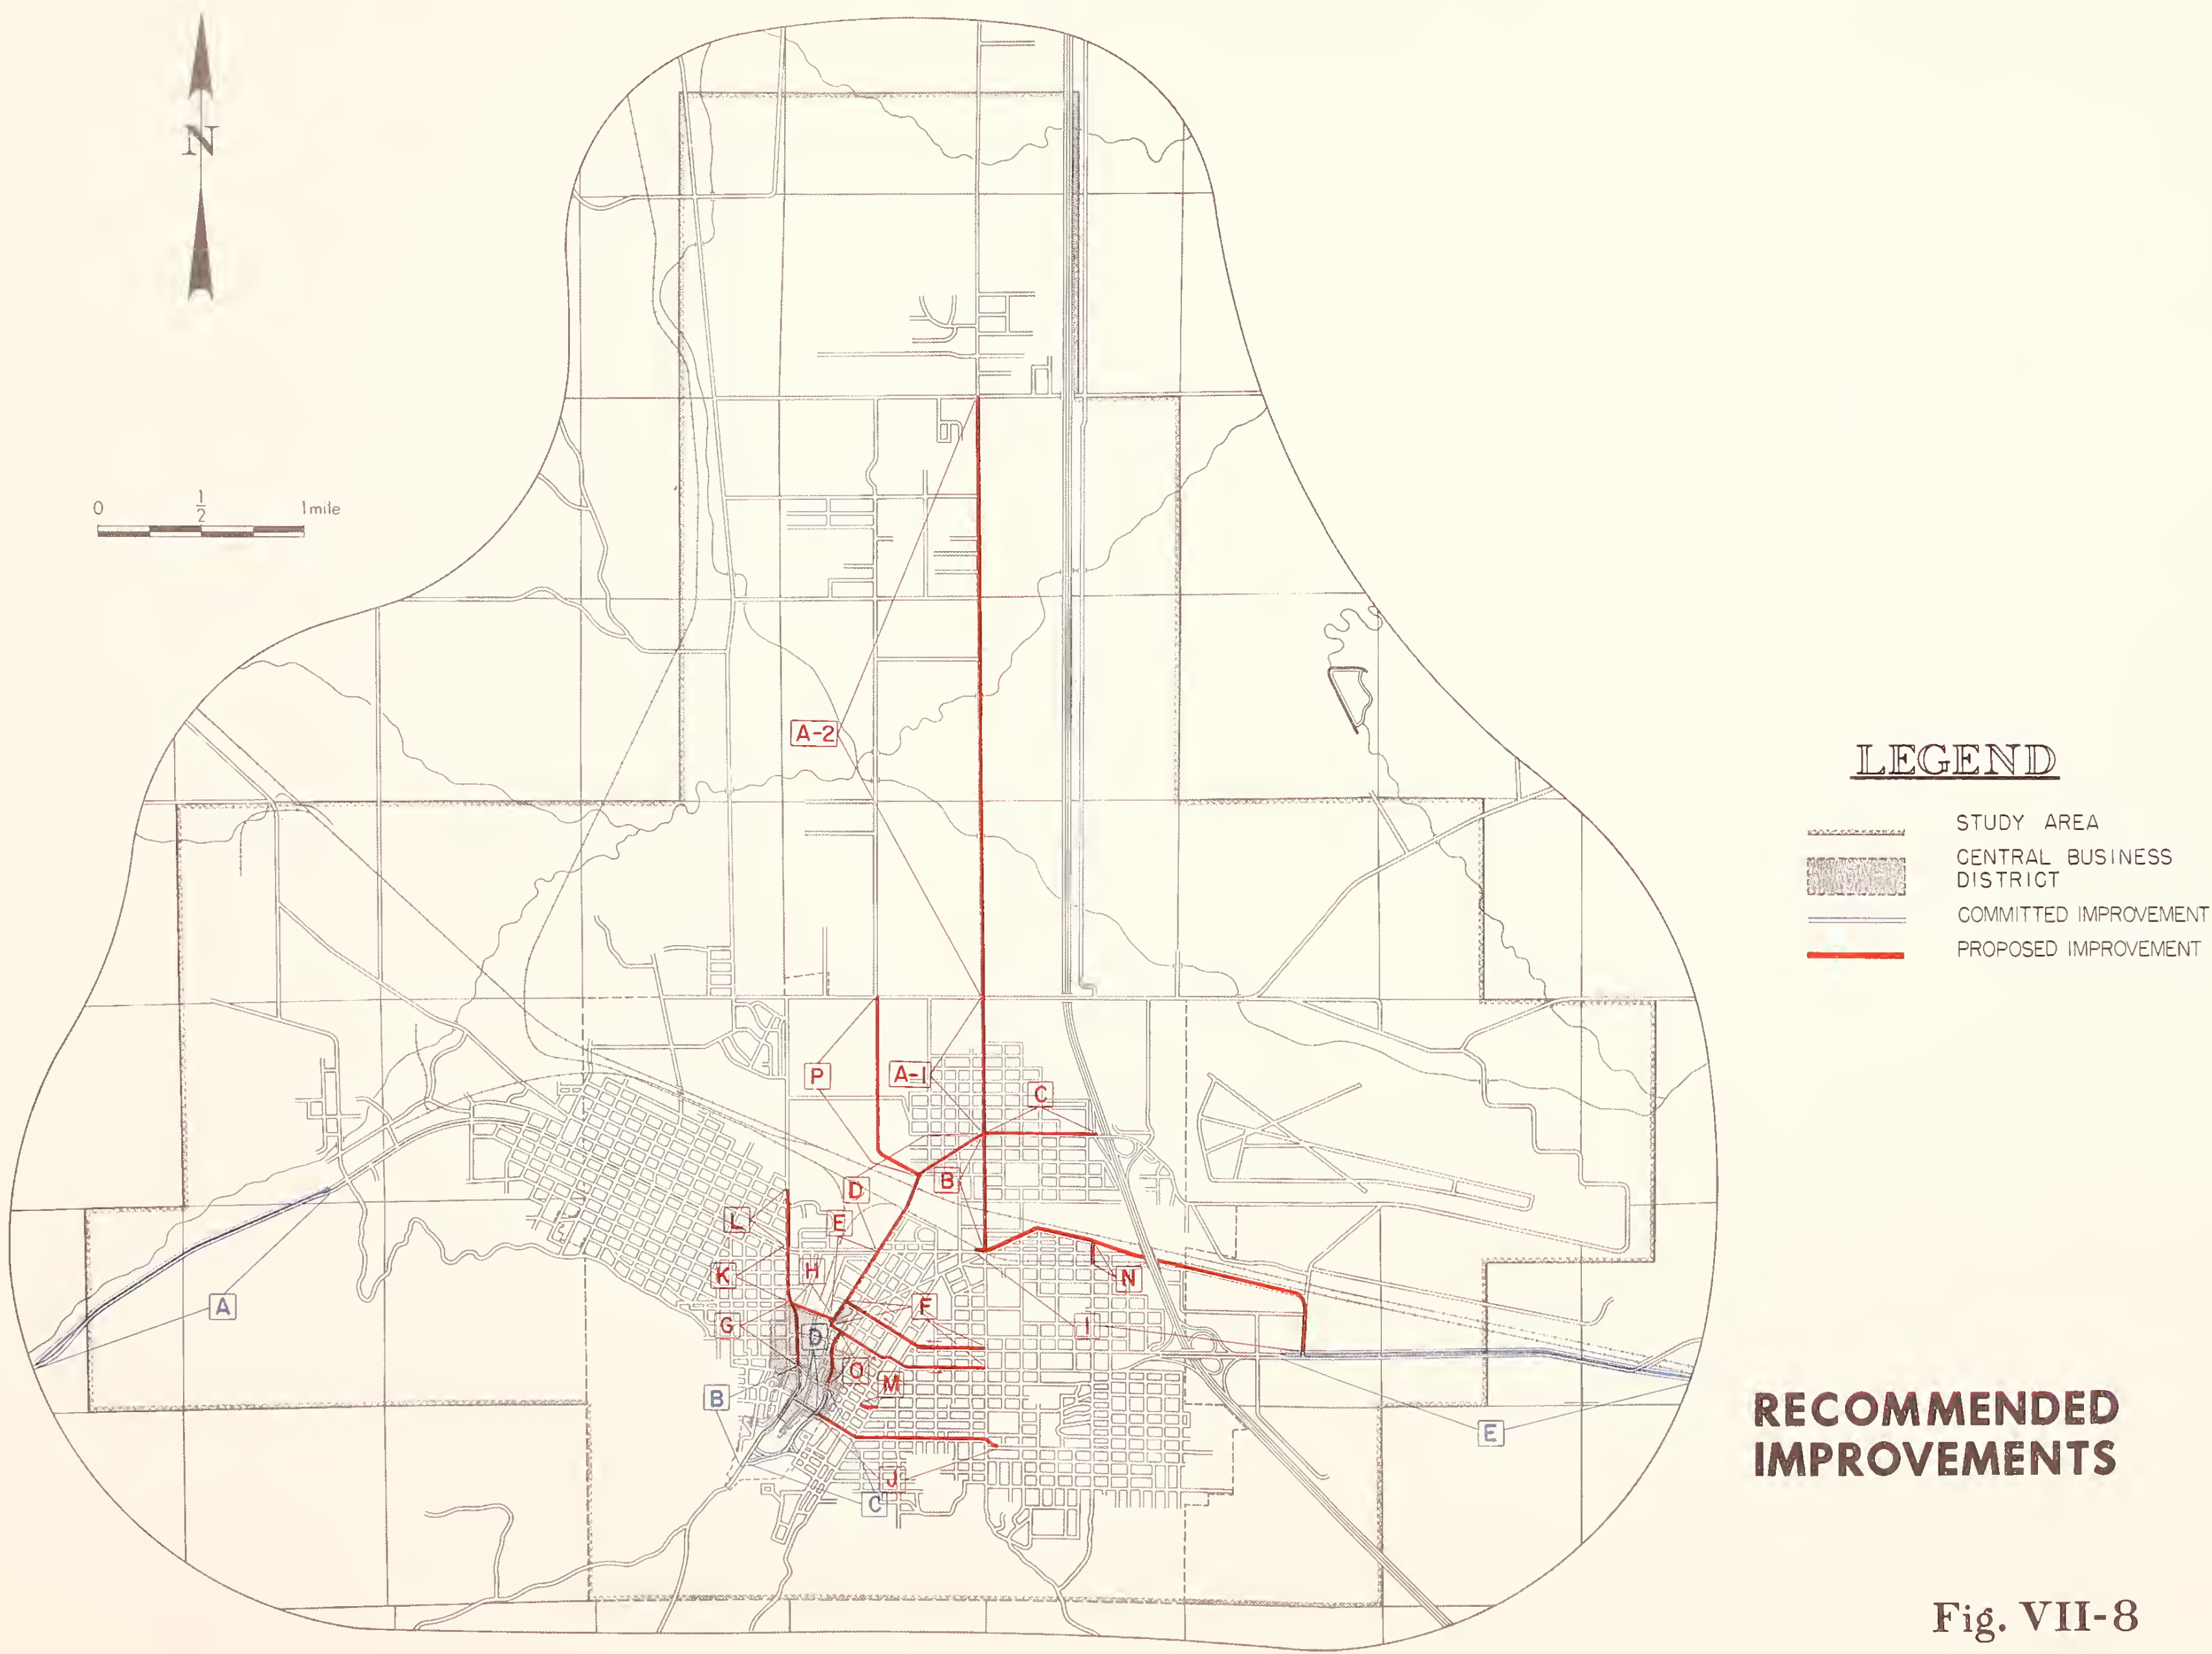 N
0 1/2 1 mile
A-2
LEGEND
STUDY AREA
CENTRAL BUSINESS
DISTRICT
COMMITTED IMPROVEMENT
PROPOSED IMPROVEMENT
P
A-1
C
B
D
L
E
K
H
N
A
F
G
D
I
O
M
B
E
J
C
RECOMMENDED
IMPROVEMENTS
Fig. VII-8